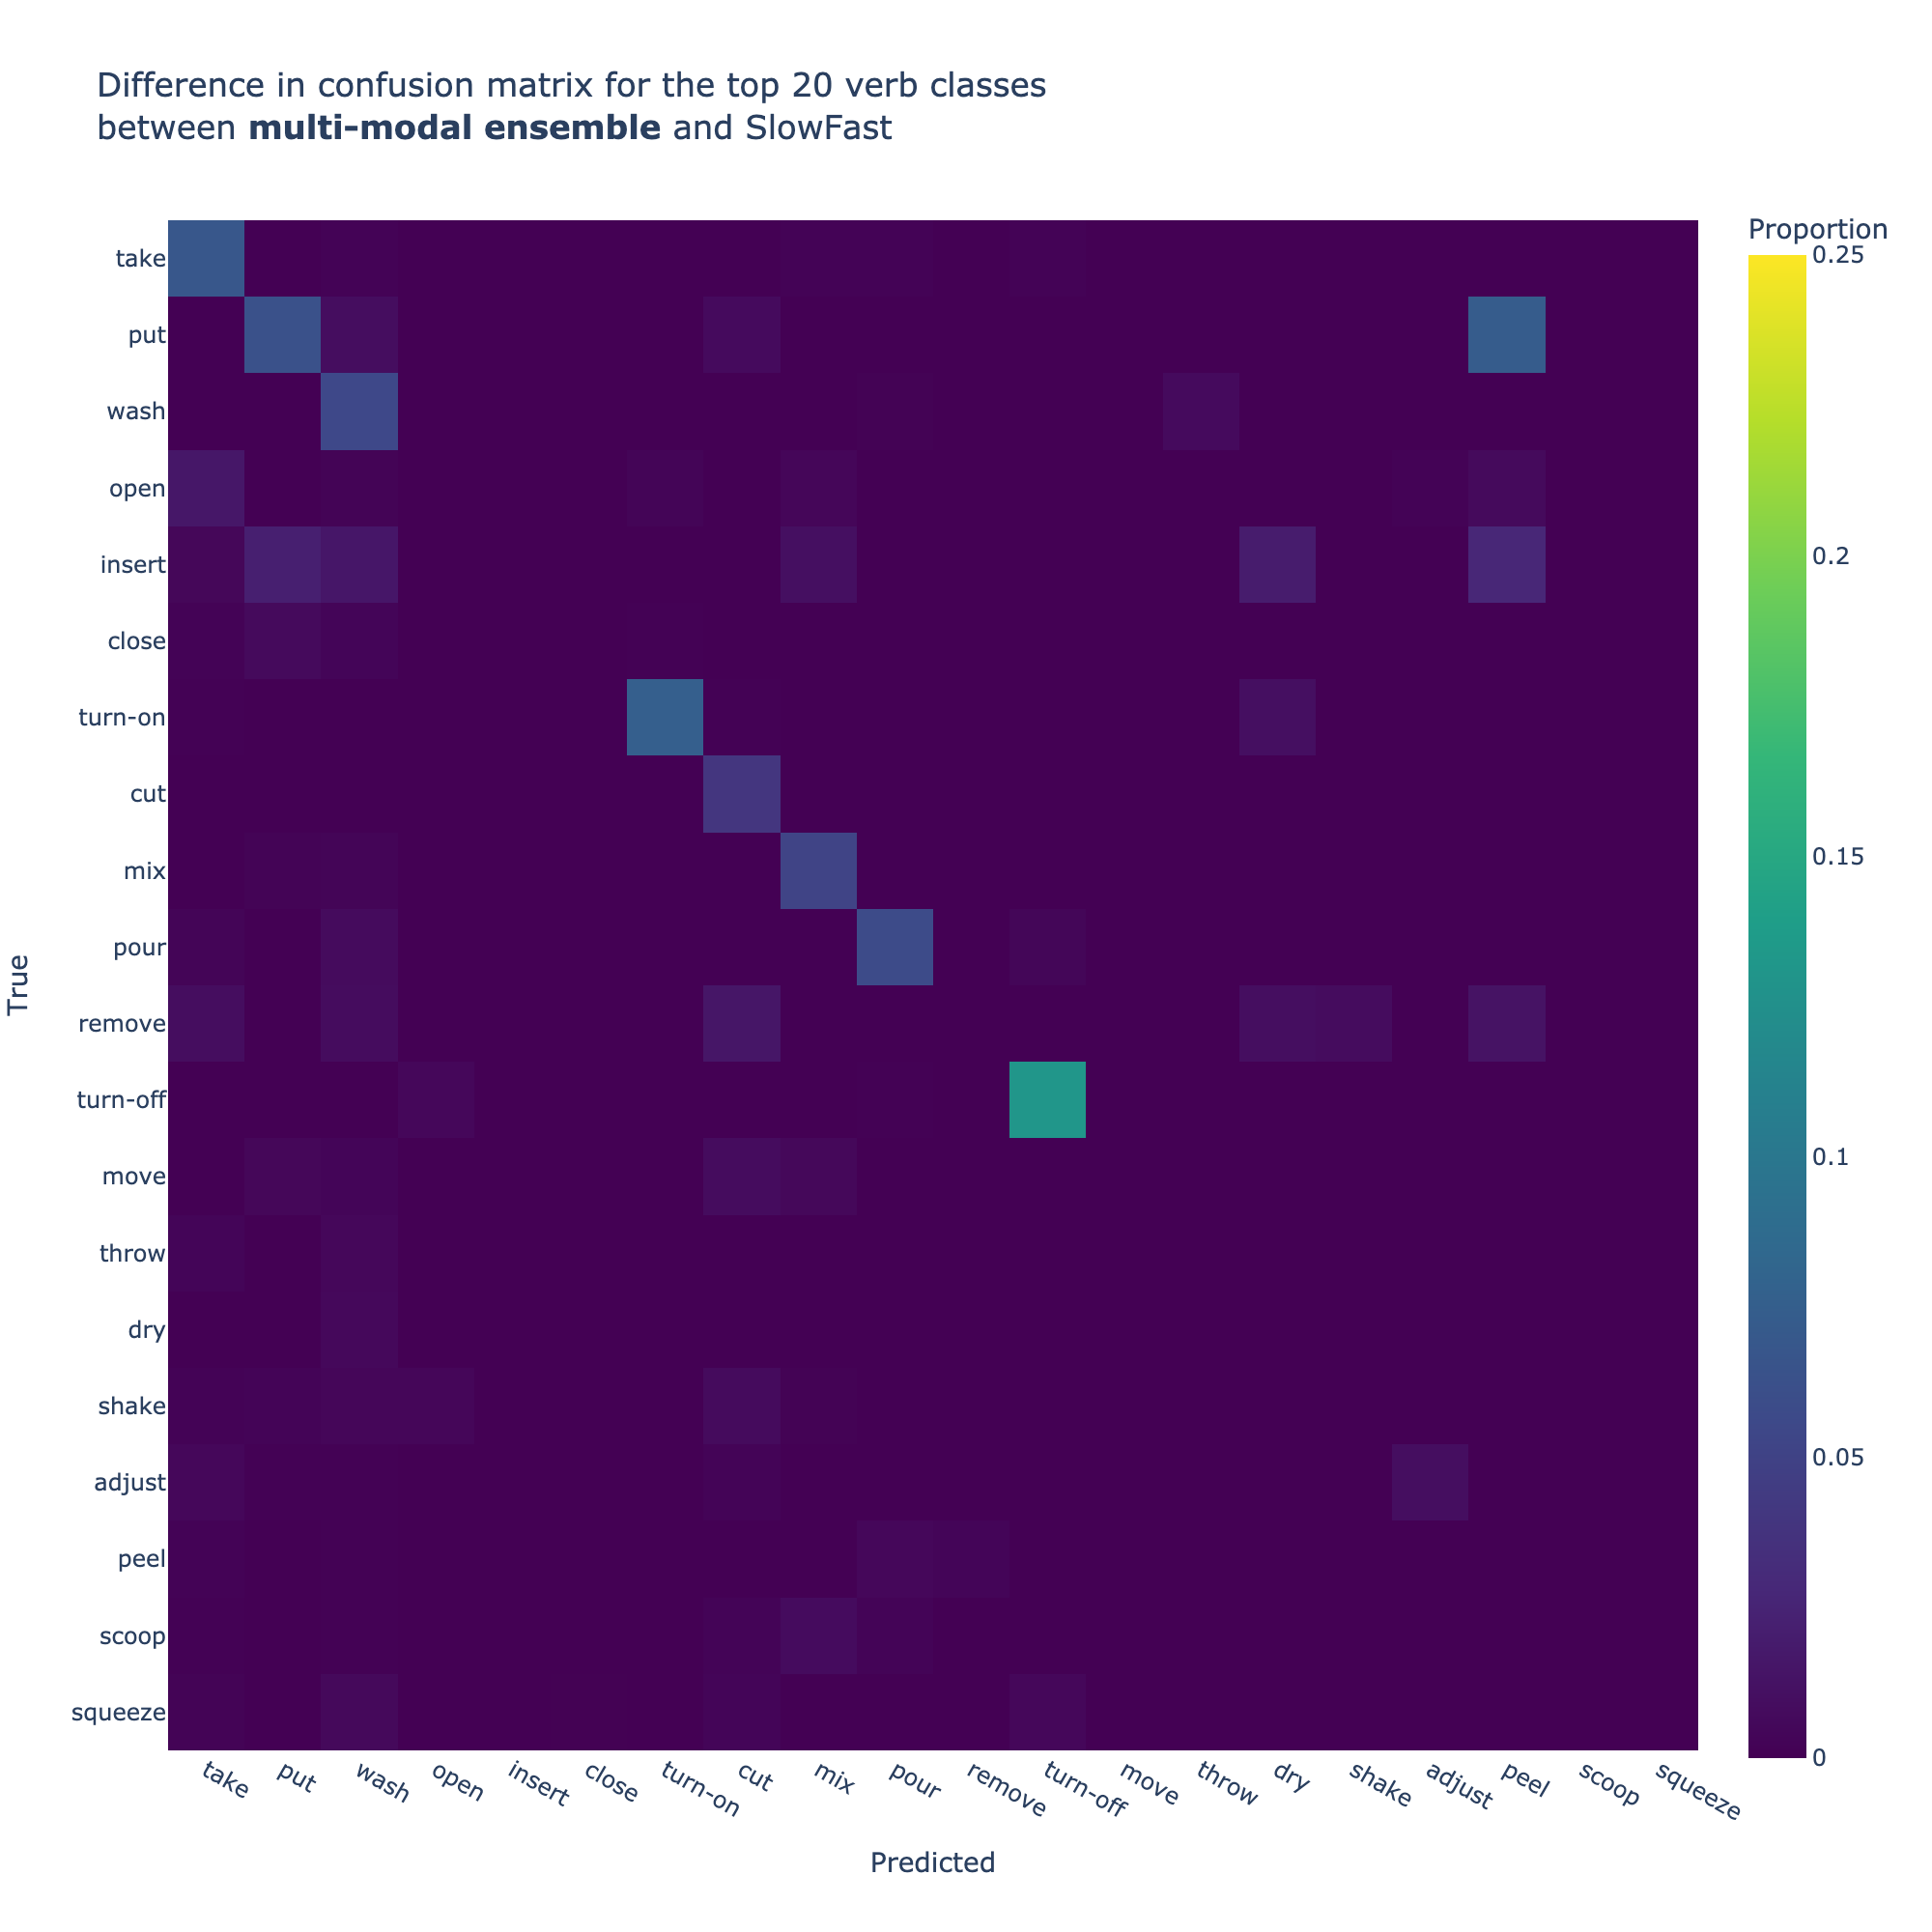 Difference in confusion matrix for the top 20 verb classes
between multi-modal ensemble and SlowFast
Proportion
0.25
0.2
0.15
0.1
0.05
0
True
take
put
wash
open
insert
close
turn-on
cut
mix
pour
remove
turn-off
move
throw
dry
shake
adjust
peel
scoop
squeeze
take
put
wash
open
insert
close
turn-on
cut
mix
pour
remove
turn-off
move
throw
dry
shake
adjust
peel
scoop
squeeze
Predicted